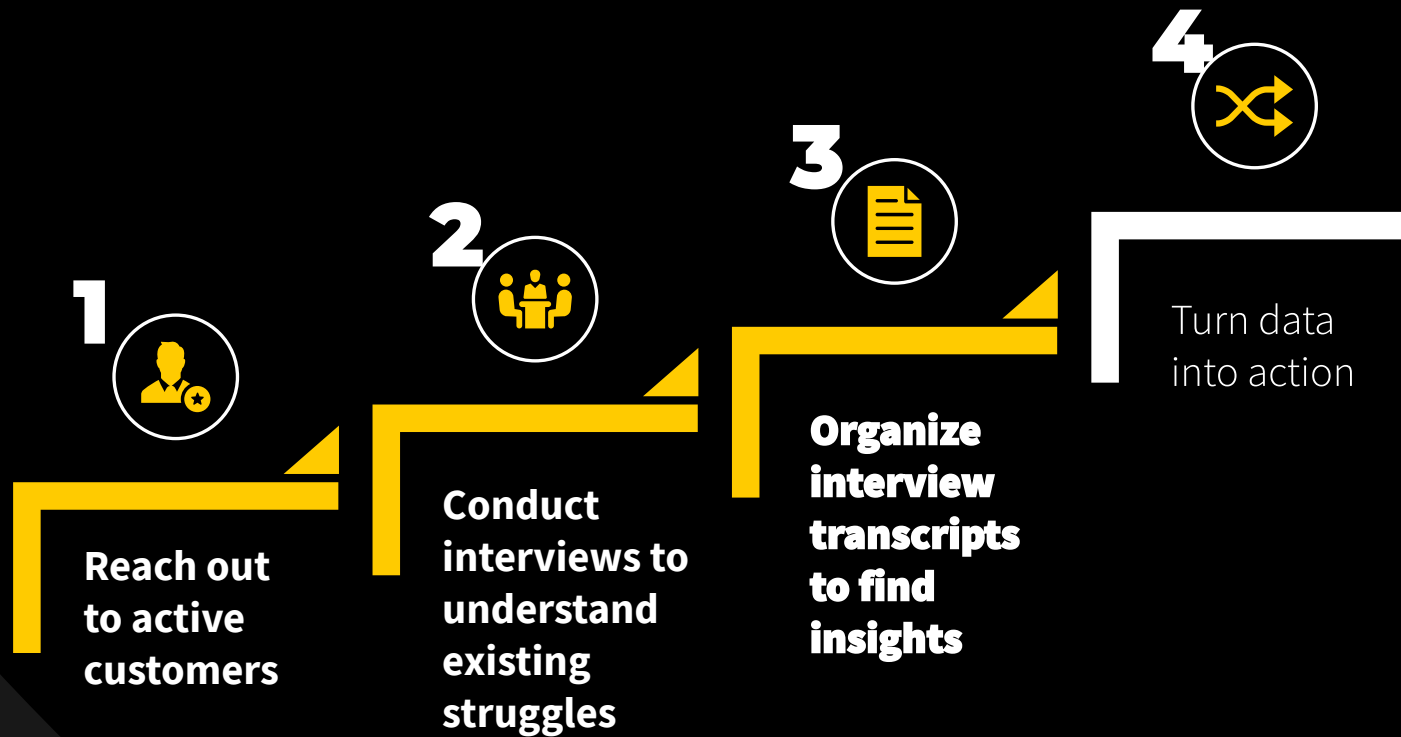 1
Reach out
to active
customers
2
Conduct
interviews to
understand
existing
struggles
3
Organize
interview
transcripts
to find
insights
4
Turn data
into action